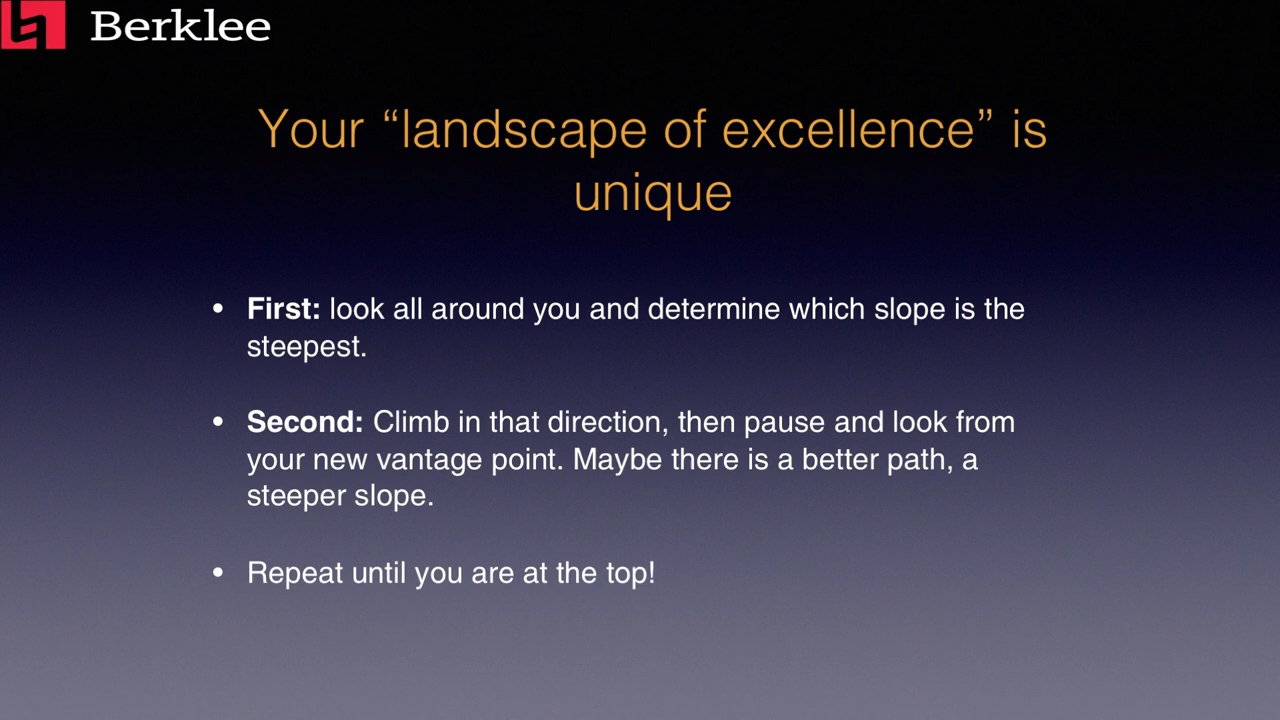 Berklee
Your “landscape of excellence” is
unique
• First: look all around you and determine which slope is the
steepest.
• Second: Climb in that direction, then pause and look from
your new vantage point. Maybe there is a better path, a
steeper slope.
• Repeat until you are at the top!